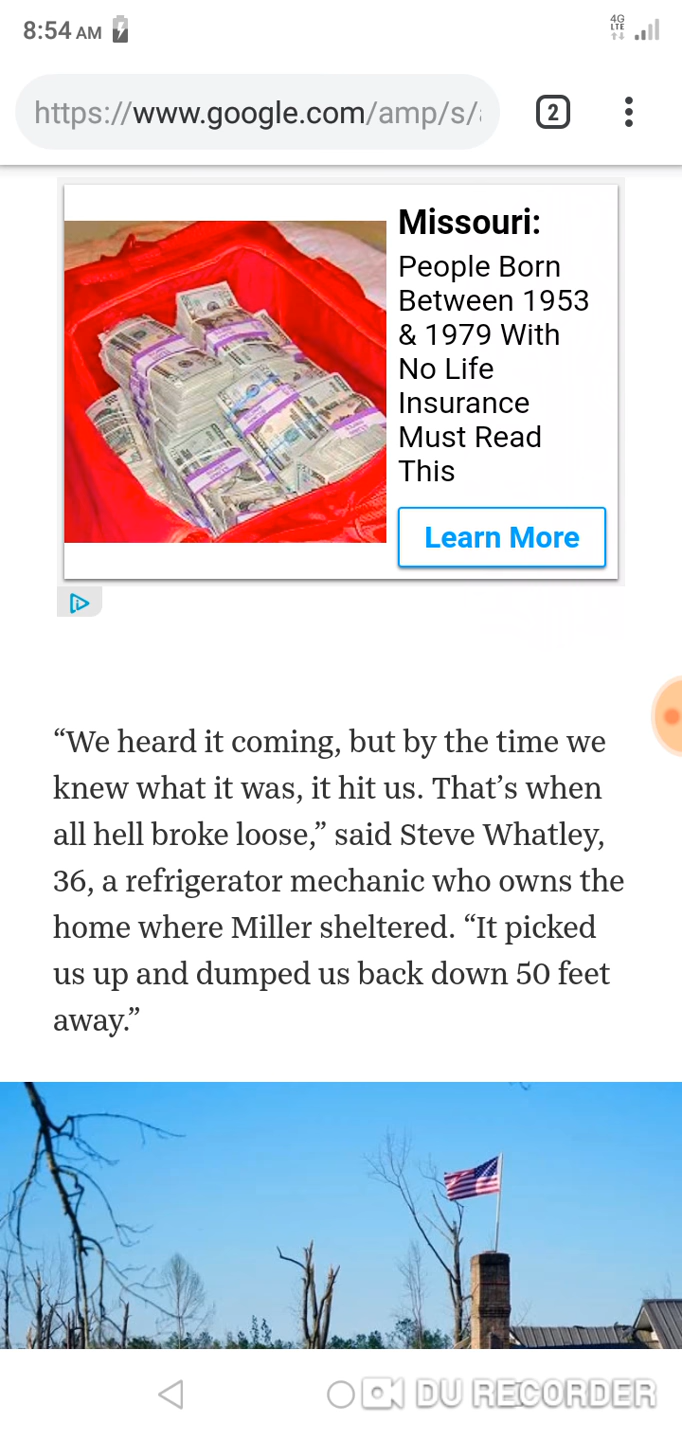 8:54 AM
4G
LTE
https://www.google.com/amp/s/
2
Missouri:
People Born
Between 1953
& 1979 With
No Life
Insurance
Must Read
This
Learn More
“We heard it coming, but by the time we
knew what it was, it hit us. That’s when
all hell broke loose,” said Steve Whatley,
36, a refrigerator mechanic who owns the
home where Miller sheltered. “It picked
us up and dumped us back down 50 feet
away.”
DU RECORDER